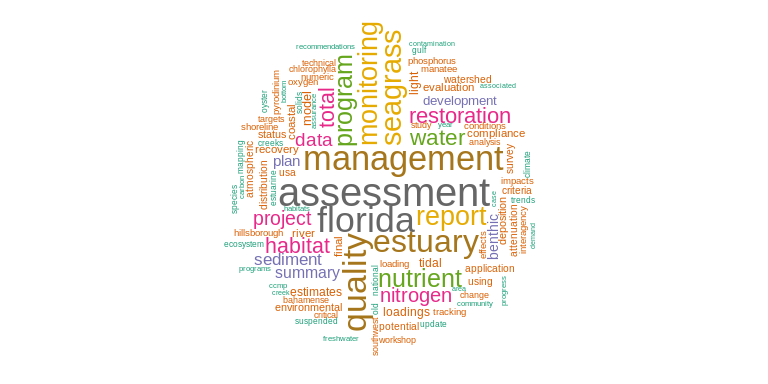 recommendations
contamination
gulf
monitoring
seagrass
technical
phosphorus
chlorophylla
manatee
numeric
program
light
watershed
associated
oxygen
evaluation
bottom
pyrodinium
solids
model
total
development
oyster
assurance
restoration
targets
coastal
study
year
conditions
shoreline
status
data
water
compliance
creeks
analysis
recovery
management
survey
mapping
atmospheric
plan
climate
usa
impacts
carbon
species
distribution
estuarine
assessment
criteria
case
trends
habitats
florida
report
deposition
project
benthic
attenuation
interagency
demand
hillsborough
river
ecosystem
habitat
final
quality
estuary
effects
sediment
loading
tidal
programs
summary
national
nutrient
application
progress
ccmp
using
creek
estimates
nitrogen
area
change
bahamense
community
environmental
old
loadings
tracking
critical
suspended
potential
update
freshwater
southwest
workshop